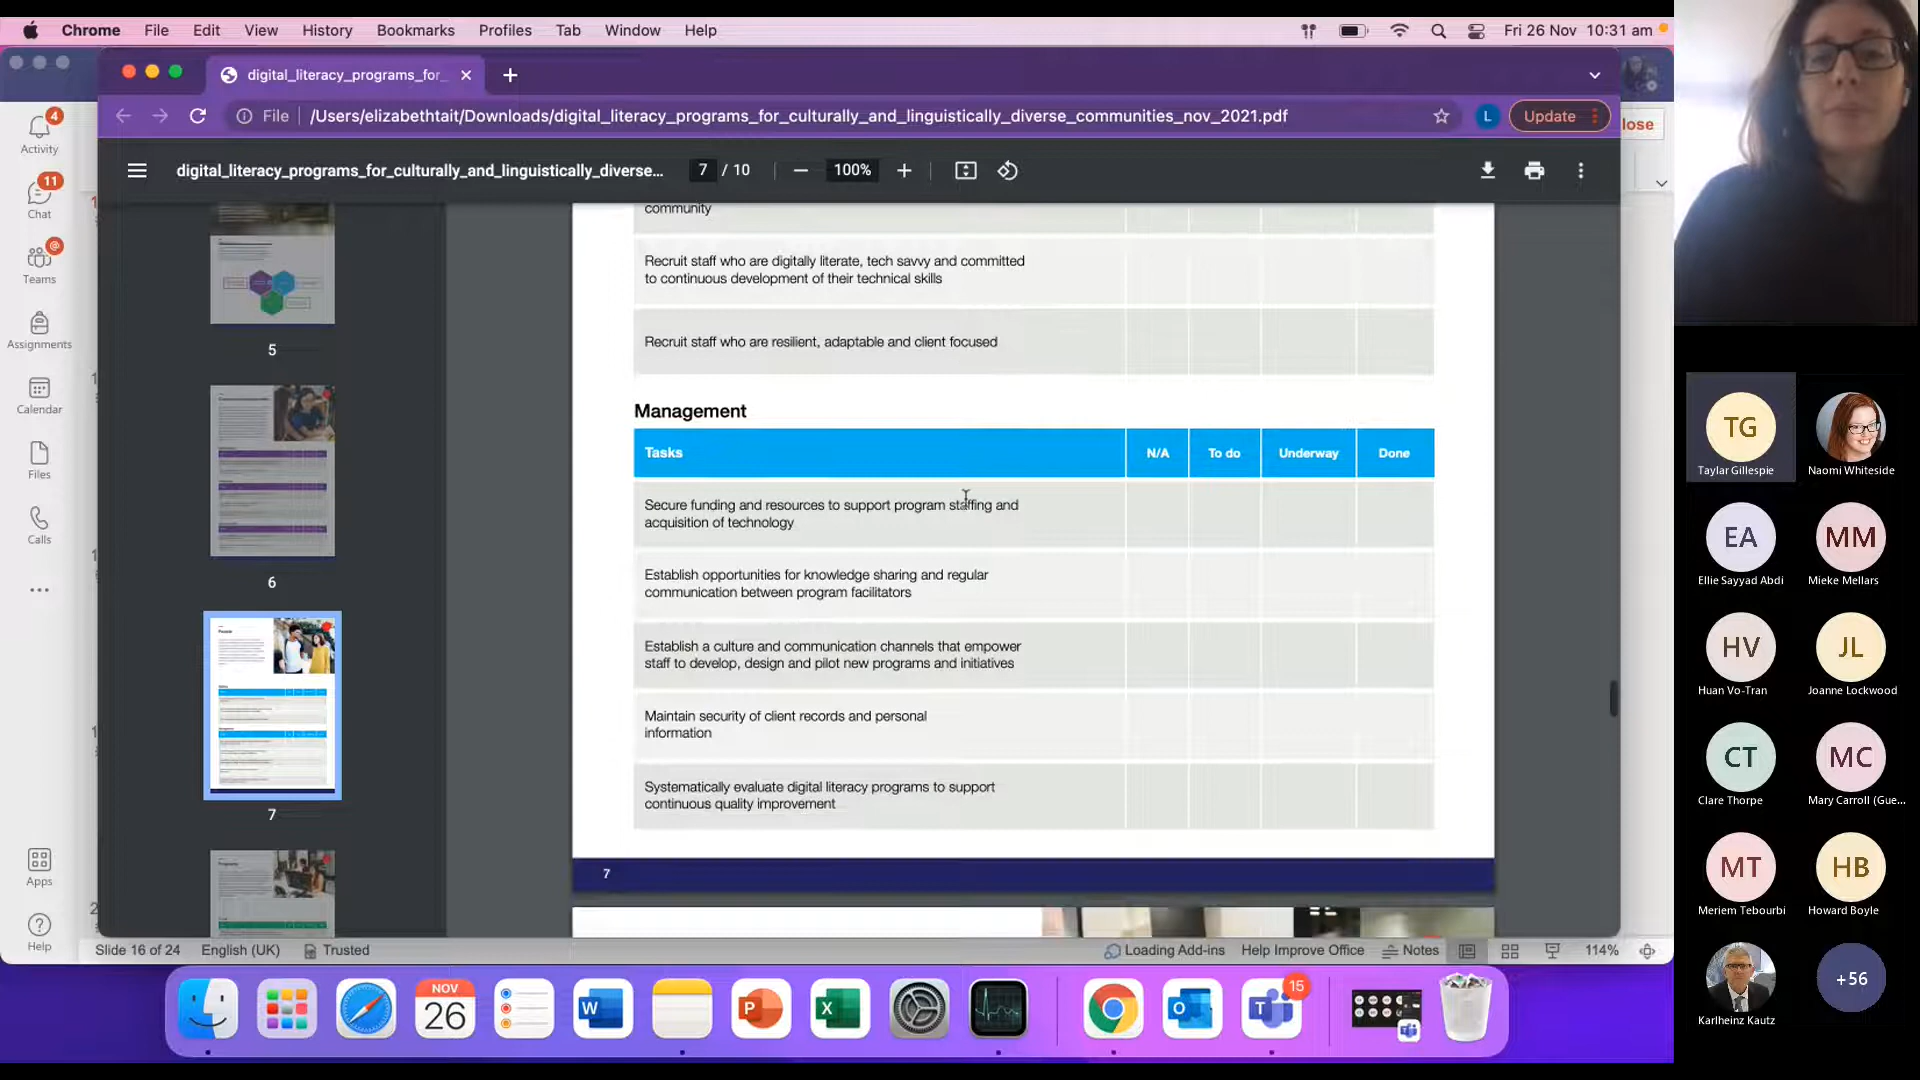 Chrome File Edit View History Bookmarks Profiles Tab Window Help Fri 26 Nov 10:31 am
digital_literacy_programs_for_
File /Users/elizabethtait/Downloads/digital_literacy_programs_for_culturally_and_linguistically_diverse_communities_nov_2021.pdf L Update
lose
digital_literacy_programs_for_culturally_and_linguistically_diverse... 7 / 10 100%
4
Activity
11
Chat
@
Teams
Assignments
Calendar
Files
Calls
Apps
Help
5
6
7
community
Recruit staff who are digitally literate, tech savvy and committed
to continuous development of their technical skills
Recruit staff who are resilient, adaptable and client focused
Management
Tasks N/A To do Underway Done
Secure funding and resources to support program staffing and
acquisition of technology
Establish opportunities for knowledge sharing and regular
communication between program facilitators
Establish a culture and communication channels that empower
staff to develop, design and pilot new programs and initiatives
Maintain security of client records and personal
information
Systematically evaluate digital literacy programs to support
continuous quality improvement
7
Slide 16 of 24 English (UK) Trusted Loading Add-ins Help Improve Office Notes 114%
NOV
26
W
P
X
O
T
15
TG
Taylar Gillespie
Naomi Whiteside
EA
Ellie Sayyad Abdi
MM
Mieke Mellars
HV
Huan Vo-Tran
JL
Joanne Lockwood
CT
Clare Thorpe
MC
Mary Carroll (Gue...
MT
Meriem Tebourbi
HB
Howard Boyle
Karlheinz Kautz
+56